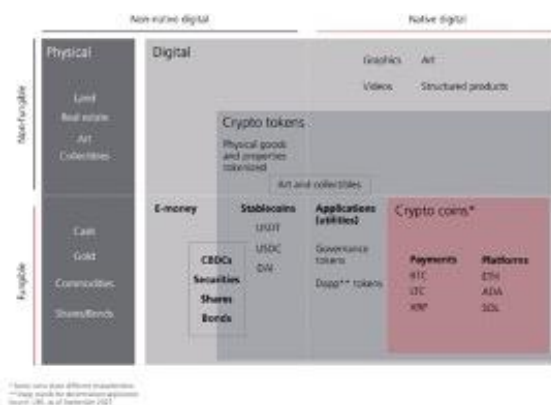 Non-native digital
Native digital
Non-fungible
Fungible
Physical
Land
Real estate
Art
Collectibles
Cash
Gold
Commodities
Shares/Bonds
Digital
Graphics
Art
Videos
Structured products
Crypto tokens
Physical goods
and properties
tokenized
Art and collectibles
E-money
CBDCs
Securities
Shares
Bonds
Stablecoins
USDT
USDC
DAI
Applications
(utilities)
Governance
tokens
Dapp** tokens
Crypto coins*
Payments
BTC
LTC
XRP
Platforms
ETH
ADA
SOL